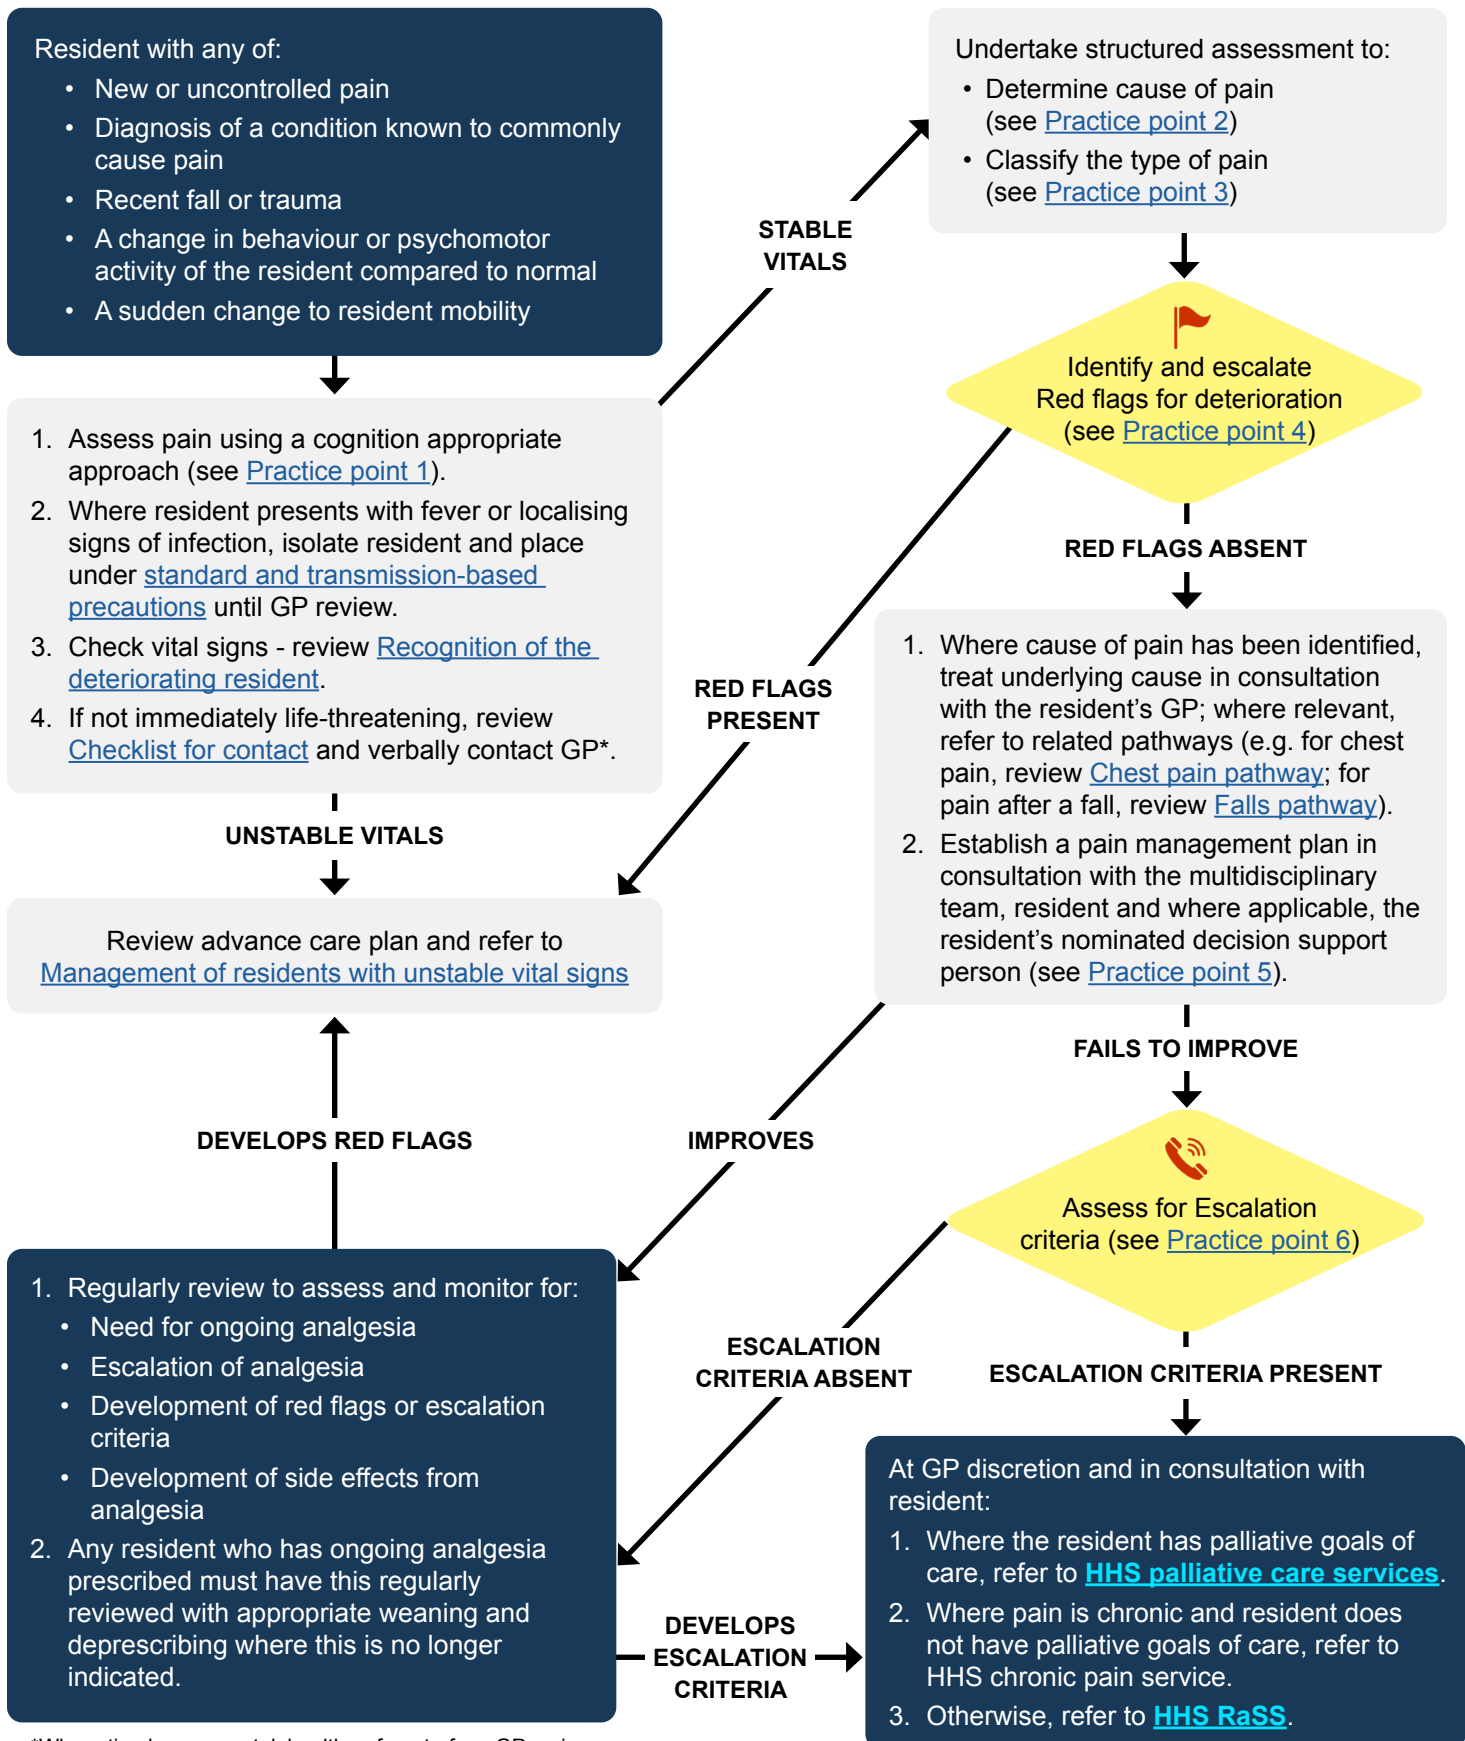 Resident with any of:
• New or uncontrolled pain
• Diagnosis of a condition known to commonly
cause pain
• Recent fall or trauma
• A change in behaviour or psychomotor
activity of the resident compared to normal
• A sudden change to resident mobility
1. Assess pain using a cognition appropriate
approach (see Practice point 1).
2. Where resident presents with fever or localising
signs of infection, isolate resident and place
under standard and transmission-based
precautions until GP review.
3. Check vital signs - review Recognition of the
deteriorating resident.
4. If not immediately life-threatening, review
Checklist for contact and verbally contact GP*.
STABLE
VITALS
Undertake structured assessment to:
• Determine cause of pain
(see Practice point 2)
• Classify the type of pain
(see Practice point 3)
Identify and escalate
Red flags for deterioration
(see Practice point 4)
RED FLAGS
PRESENT
RED FLAGS ABSENT
UNSTABLE VITALS
Review advance care plan and refer to
Management of residents with unstable vital signs
1. Where cause of pain has been identified,
treat underlying cause in consultation
with the resident's GP; where relevant,
refer to related pathways (e.g. for chest
pain, review Chest pain pathway; for
pain after a fall, review Falls pathway).
2. Establish a pain management plan in
consultation with the multidisciplinary
team, resident and where applicable, the
resident's nominated decision support
person (see Practice point 5).
FAILS TO IMPROVE
IMPROVES
DEVELOPS RED FLAGS
Assess for Escalation
criteria (see Practice point 6)
ESCALATION
CRITERIA ABSENT
ESCALATION CRITERIA PRESENT
1. Regularly review to assess and monitor for:
• Need for ongoing analgesia
• Escalation of analgesia
• Development of red flags or escalation
criteria
• Development of side effects from
analgesia
2. Any resident who has ongoing analgesia
prescribed must have this regularly
reviewed with appropriate weaning and
deprescribing where this is no longer
indicated.
DEVELOPS
ESCALATION
CRITERIA
At GP discretion and in consultation with
resident:
1. Where the resident has palliative goals of
care, refer to HHS palliative care services.
2. Where pain is chronic and resident does
not have palliative goals of care, refer to
HHS chronic pain service.
3. Otherwise, refer to HHS RaSS.